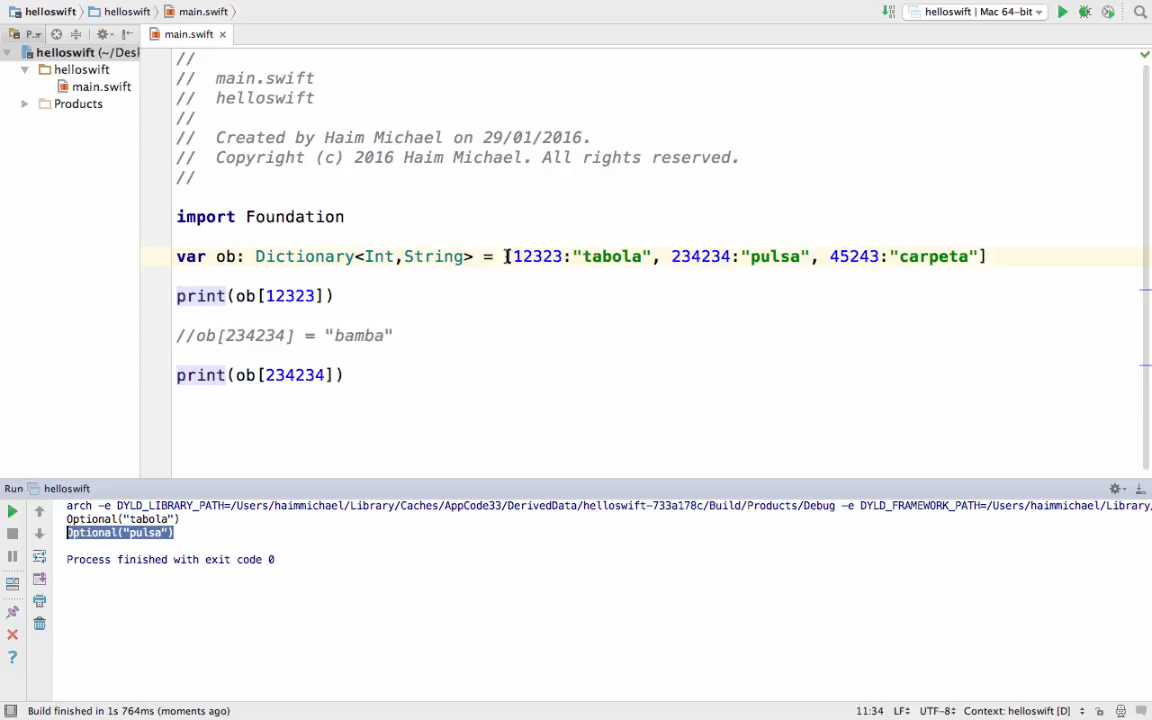 helloswift helloswift main.swift helloswift | Mac 64-bit
P.. main.swift
helloswift (~/Des
helloswift
main.swift
Products
//
// main.swift
// helloswift
//
// Created by Haim Michael on 29/01/2016.
// Copyright (c) 2016 Haim Michael. All rights reserved.
//
import Foundation
var ob: Dictionary<Int,String> = [12323:"tabola", 234234:"pulsa", 45243:"carpeta"]
print(ob[12323])
//ob[234234] = "bamba"
print(ob[234234])
Run helloswift
arch -e DYLD_LIBRARY_PATH=/Users/haimmichael/Library/Caches/AppCode33/DerivedData/helloswift-733a178c/Build/Products/Debug -e DYLD_FRAMEWORK_PATH=/Users/haimmichael/Library/
Optional("tabola")
Optional("pulsa")
Process finished with exit code 0
Build finished in 1s 764ms (moments ago) 11:34 LF÷ UTF-8÷ Context: helloswift [D]